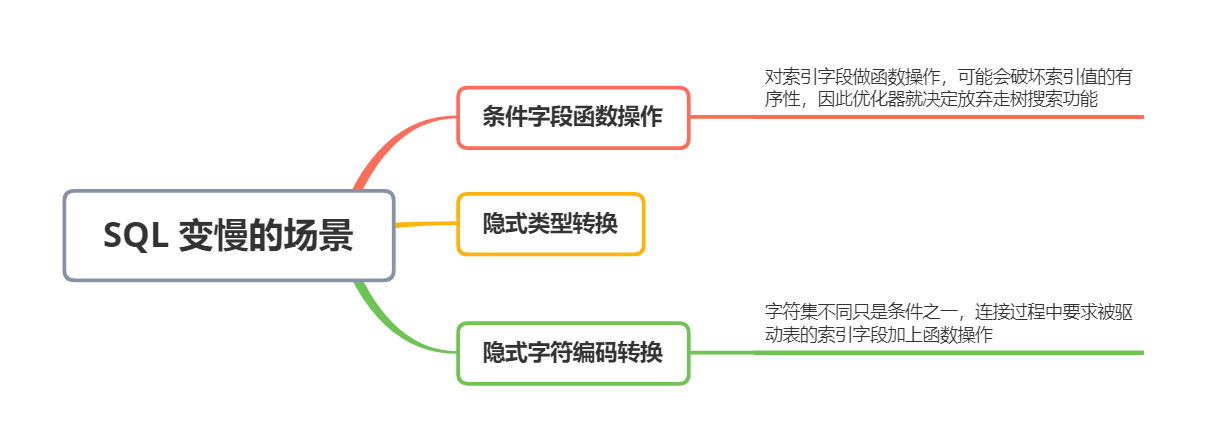 对索引字段做函数操作，可能会破坏索引值的有
序性，因此优化器就决定放弃走树搜索功能
条件字段函数操作
SQL 变慢的场景
隐式类型转换
字符集不同只是条件之一，连接过程中要求被驱
动表的索引字段加上函数操作
隐式字符编码转换